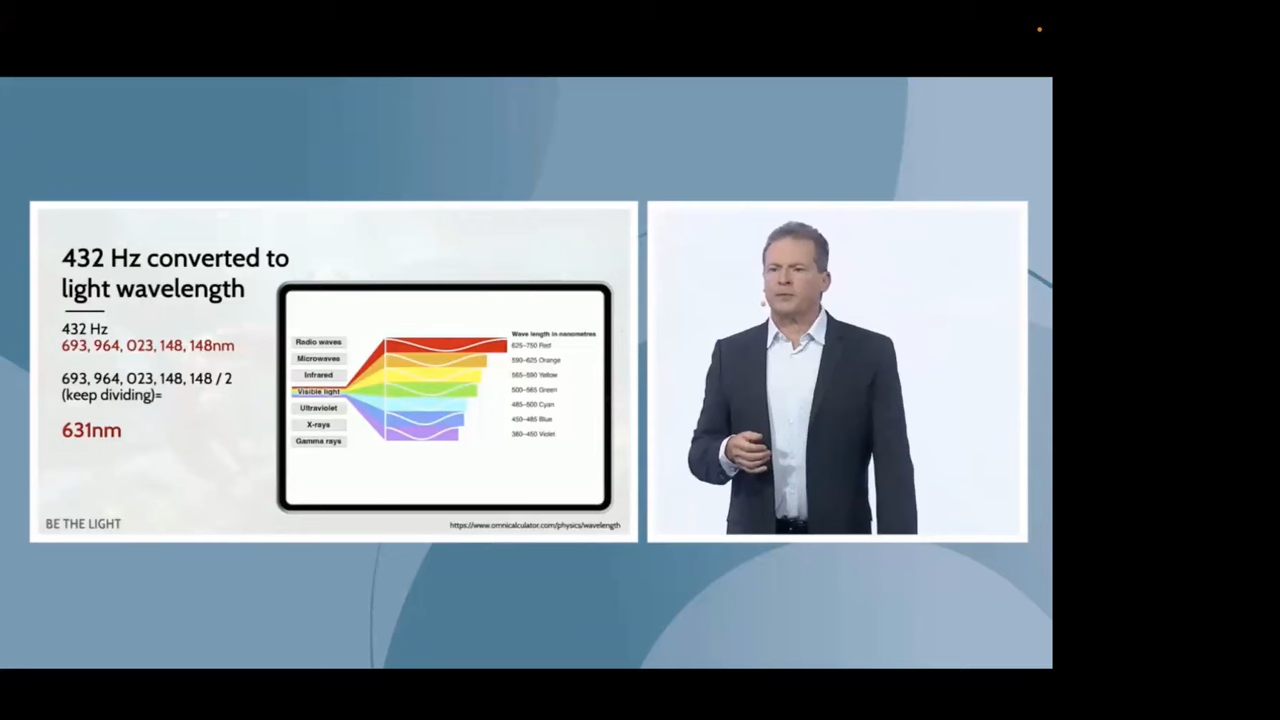 432 Hz converted to
light wavelength
432 Hz
693, 964, 023, 148, 148nm
693, 964, 023, 148, 148 / 2
(keep dividing)=
631nm
BE THE LIGHT
Radio waves
Microwaves
Infrared
Visible light
Ultraviolet
X-rays
Gamma rays
Wave length in nanometres
625–750 Red
590–625 Orange
565–590 Yellow
500–565 Green
485–500 Cyan
450–485 Blue
380–450 Violet
https://www.omnicalculator.com/physics/wavelength